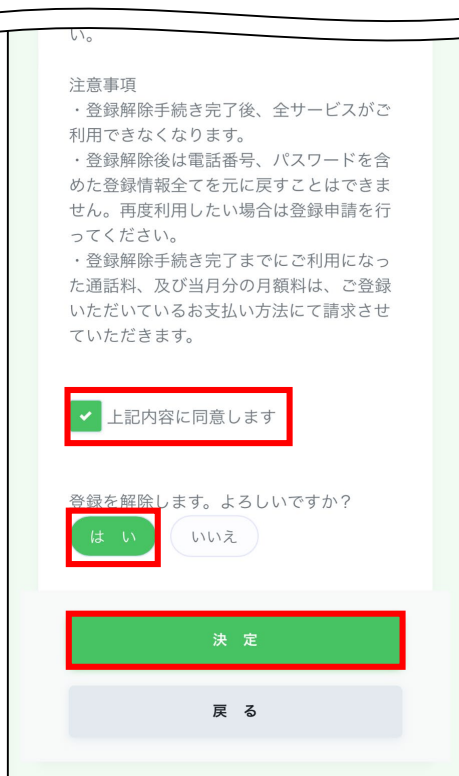 い。
注意事項
・登録解除手続き完了後、全サービスがご
利用できなくなります。
・登録解除後は電話番号、パスワードを含
めた登録情報全てを元に戻すことはできま
せん。再度利用したい場合は登録申請を行
ってください。
・登録解除手続き完了までにご利用になっ
た通話料、及び当月分の月額料は、ご登録
いただいているお支払い方法にて請求させ
ていただきます。
上記内容に同意します
登録を解除します。よろしいですか？
は い
いいえ
決 定
戻 る